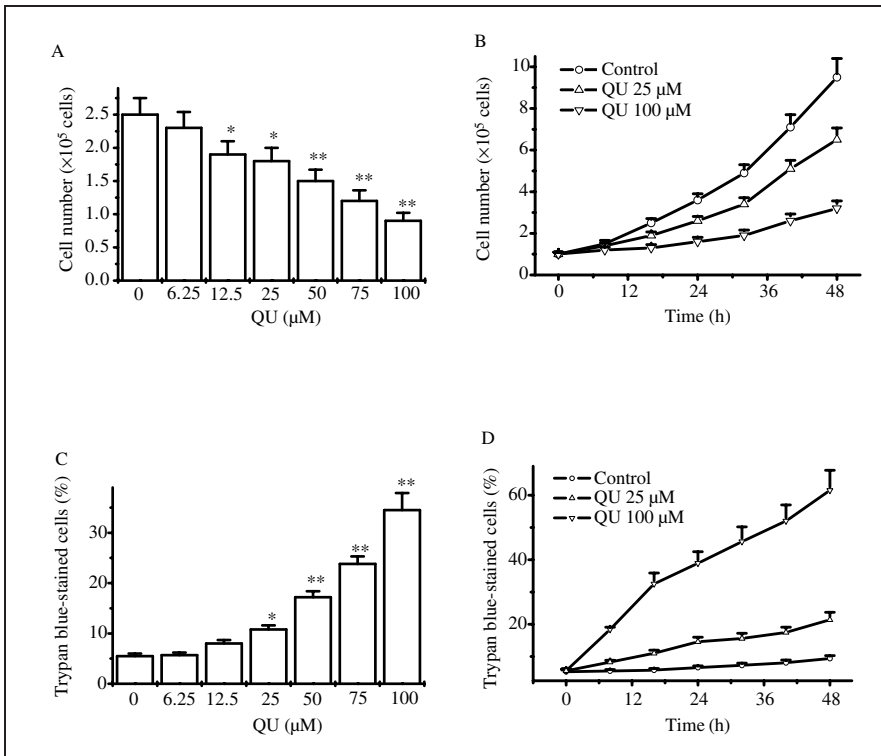 A
Cell number (×10⁵ cells)
2.5
2.0
1.5
1.0
0.5
0.0
*
*
**
**
**
0 6.25 12.5 25 50 75 100
QU (µM)
B
Cell number (×10⁵ cells)
10
8
6
4
2
Control
QU 25 µM
QU 100 µM
0 12 24 36 48
Time (h)
C
Trypan blue-stained cells (%)
30
20
10
0
*
**
**
**
0 6.25 12.5 25 50 75 100
QU (µM)
D
Trypan blue-stained cells (%)
60
40
20
Control
QU 25 µM
QU 100 µM
0 12 24 36 48
Time (h)